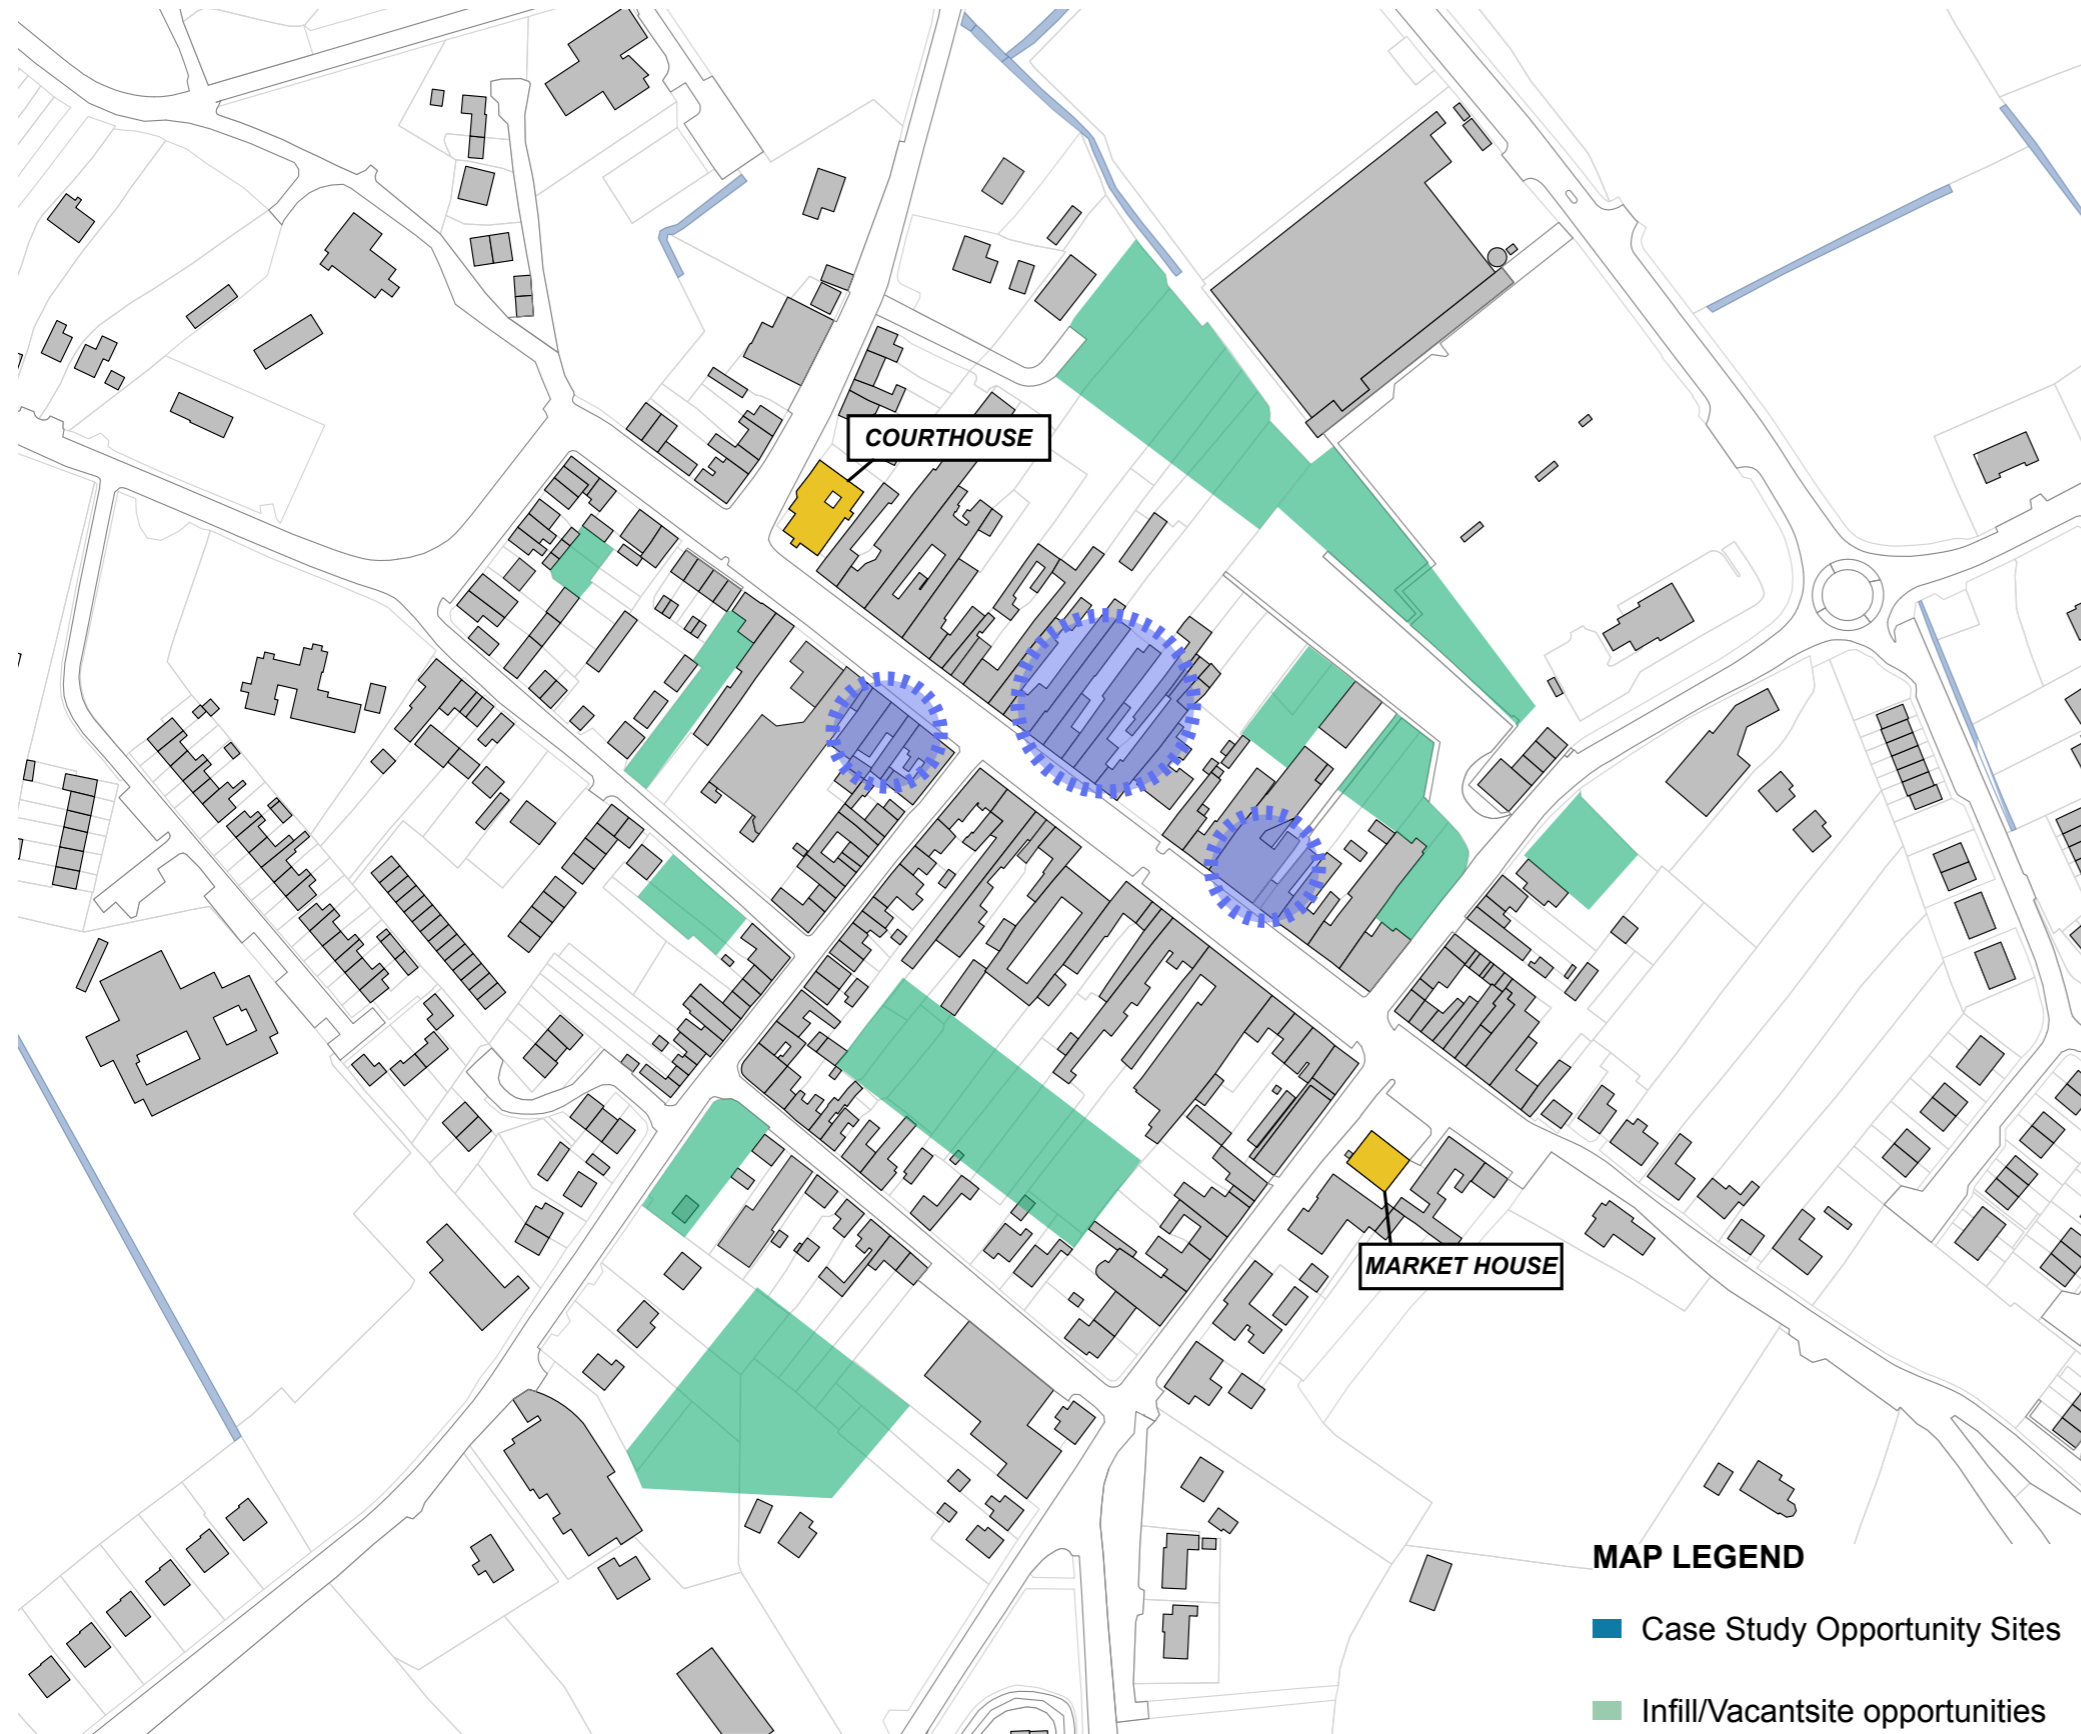 COURTHOUSE
MARKET HOUSE
MAP LEGEND
Case Study Opportunity Sites
Infill/Vacantsite opportunities